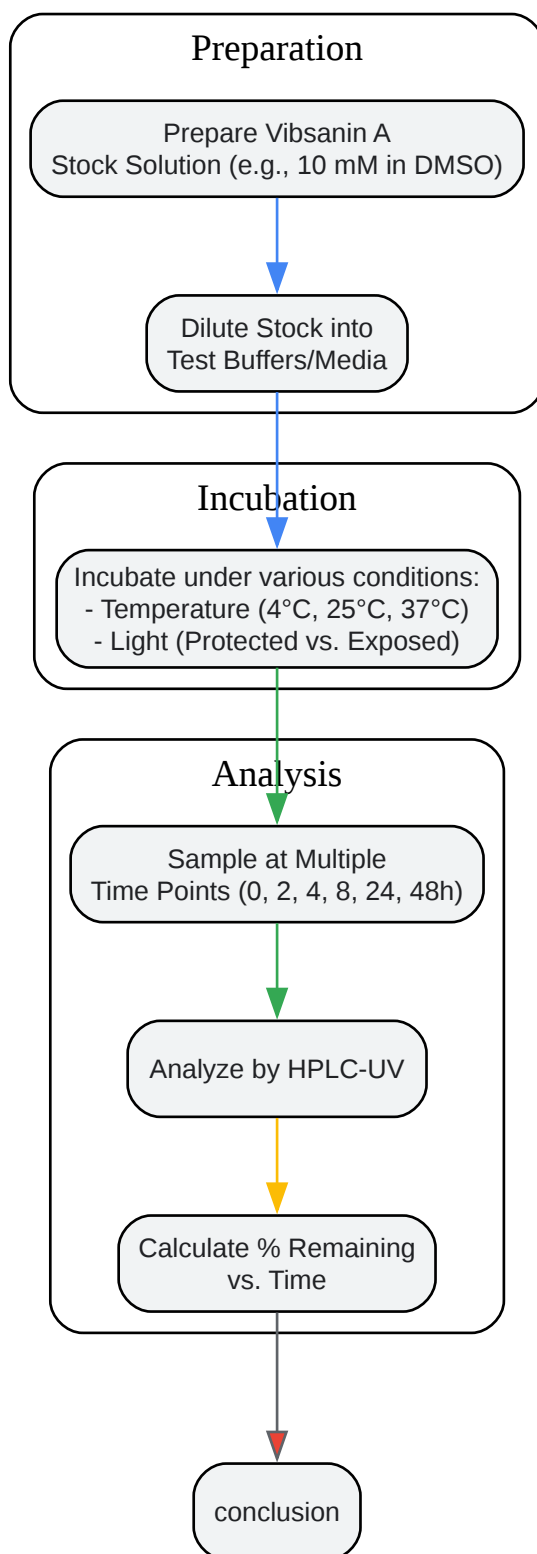 Preparation
Prepare Vibsanin A
Stock Solution (e.g., 10 mM in DMSO)
Dilute Stock into
Test Buffers/Media
Incubation
Incubate under various conditions:
- Temperature (4°C, 25°C, 37°C)
- Light (Protected vs. Exposed)
Analysis
Sample at Multiple
Time Points (0, 2, 4, 8, 24, 48h)
Analyze by HPLC-UV
Calculate % Remaining
vs. Time
conclusion